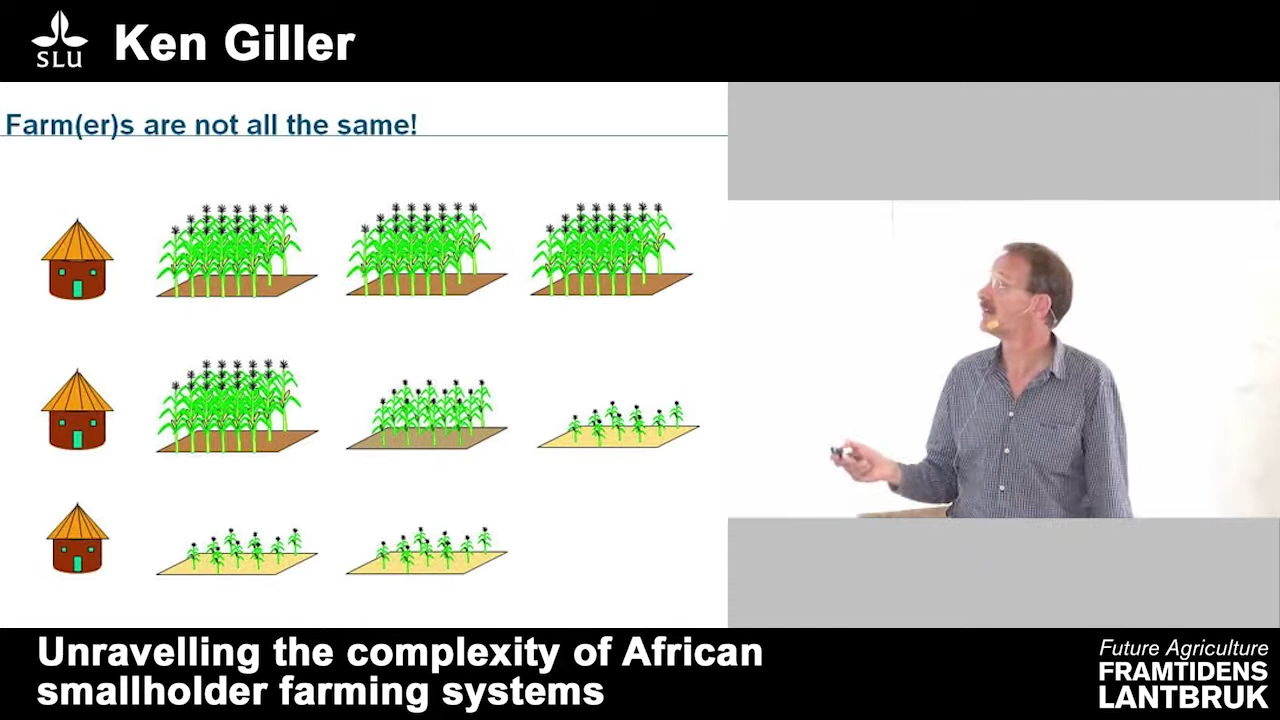 SLU
Ken Giller
Farm(er)s are not all the same!
Unravelling the complexity of African
smallholder farming systems
Future Agriculture
FRAMTIDENS
LANTBRUK